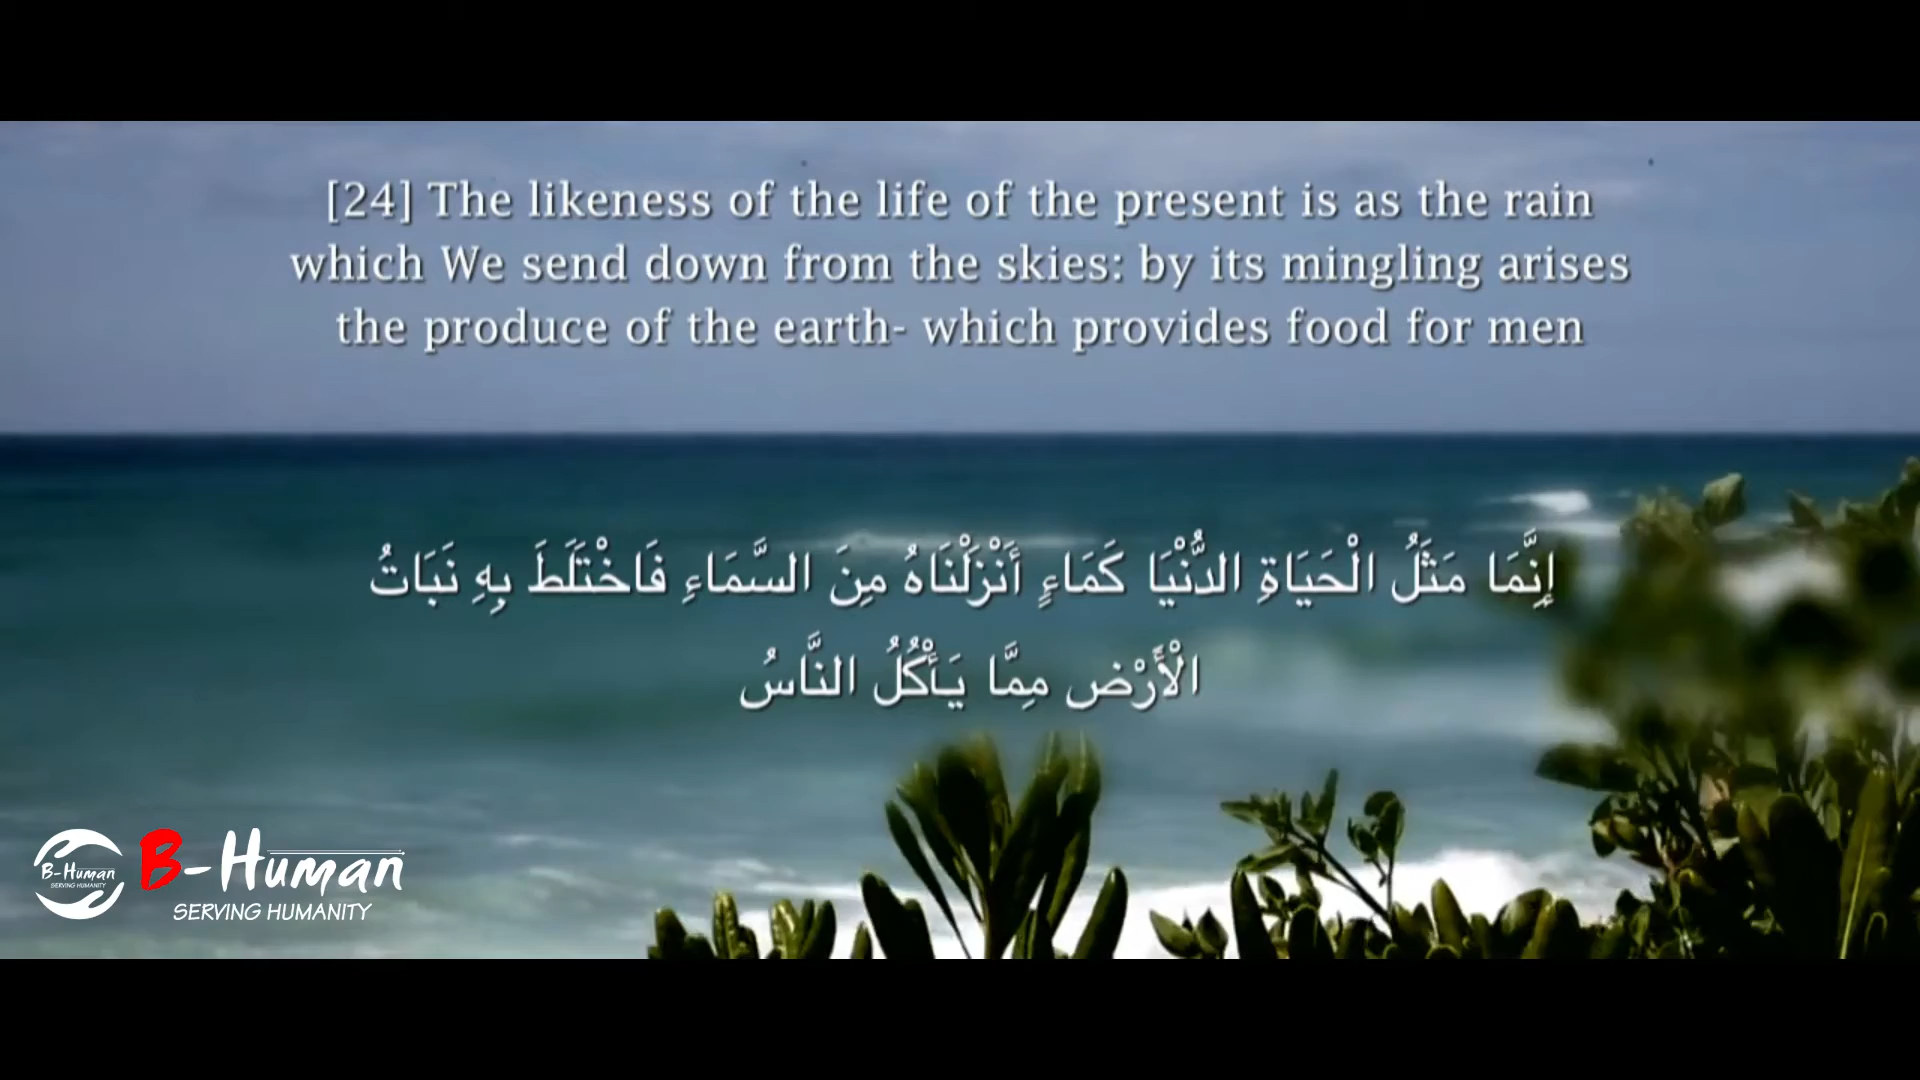 [24] The likeness of the life of the present is as the rain
which We send down from the skies: by its mingling arises
the produce of the earth- which provides food for men
إِنَّمَا مَثَلُ الْحَيَاةِ الدُّنْيَا كَمَاءٍ أَنْزَلْنَاهُ مِنَ السَّمَاءِ فَاخْتَلَطَ بِهِ نَبَاتُ
الْأَرْضِ مِمَّا يَأْكُلُ النَّاسُ
B-Human
SERVING HUMANITY
B-Human
SERVING HUMANITY